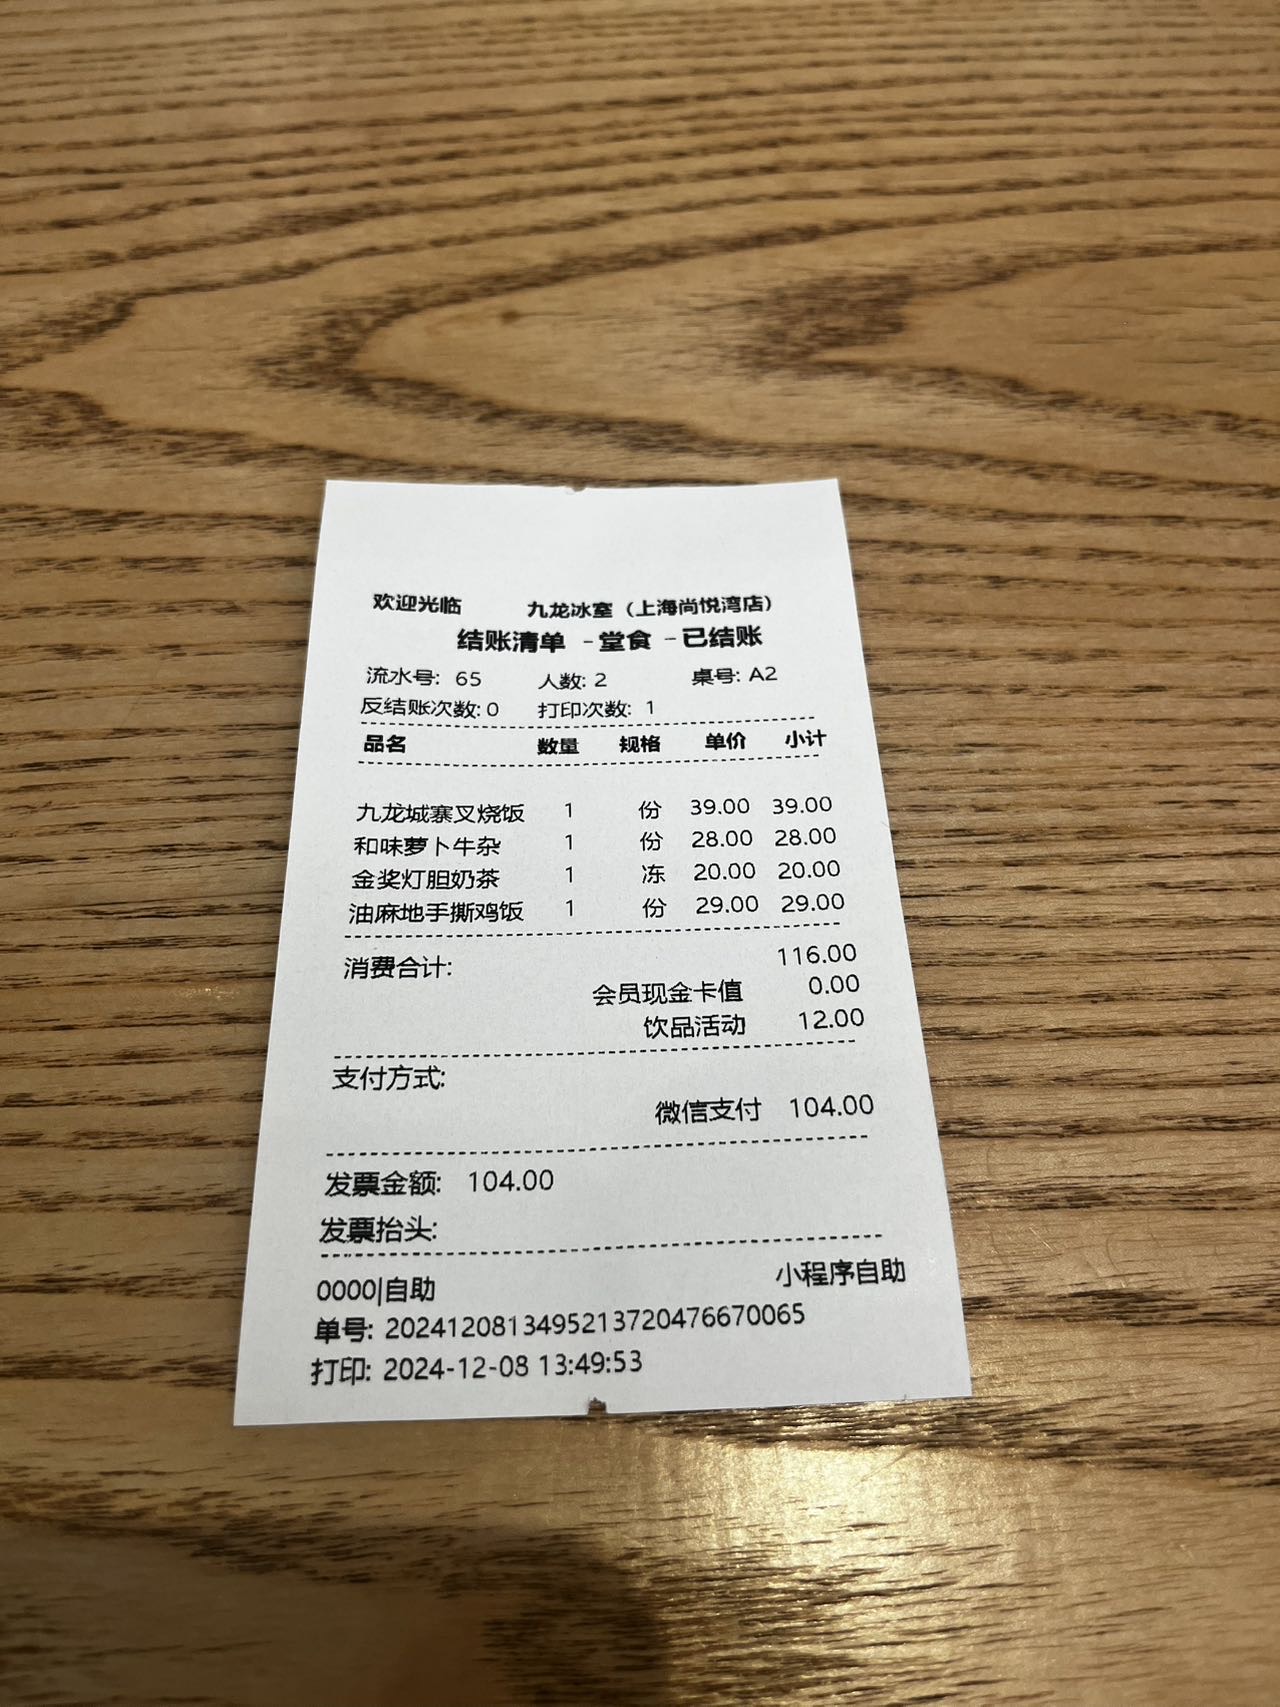 欢迎光临 九龙冰室（上海尚悦湾店）
结账清单 -堂食 -已结账
流水号: 65 人数: 2 桌号: A2
反结账次数: 0 打印次数: 1
品名 数量 规格 单价 小计
九龙城寨叉烧饭 1 份 39.00 39.00
和味萝卜牛杂 1 份 28.00 28.00
金奖灯胆奶茶 1 冻 20.00 20.00
油麻地手撕鸡饭 1 份 29.00 29.00
消费合计: 116.00
会员现金卡值 0.00
饮品活动 12.00
支付方式:
微信支付 104.00
发票金额: 104.00
发票抬头:
0000|自助 小程序自助
单号: 2024120813495213720476670065
打印: 2024-12-08 13:49:53